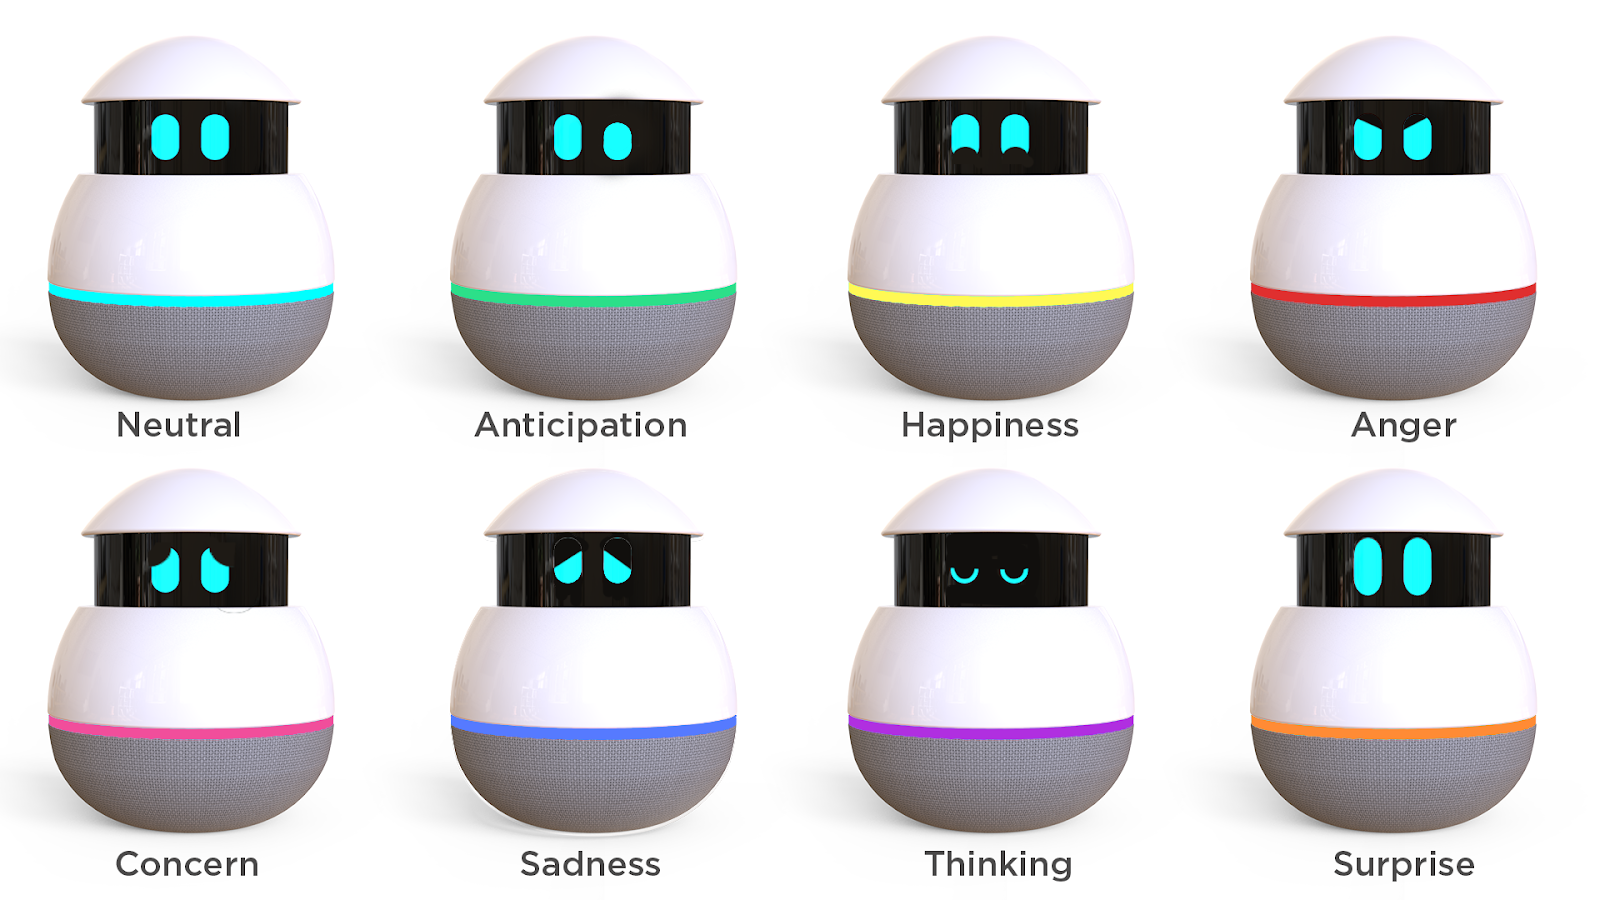 Neutral
Anticipation
Happiness
Anger
Concern
Sadness
Thinking
Surprise